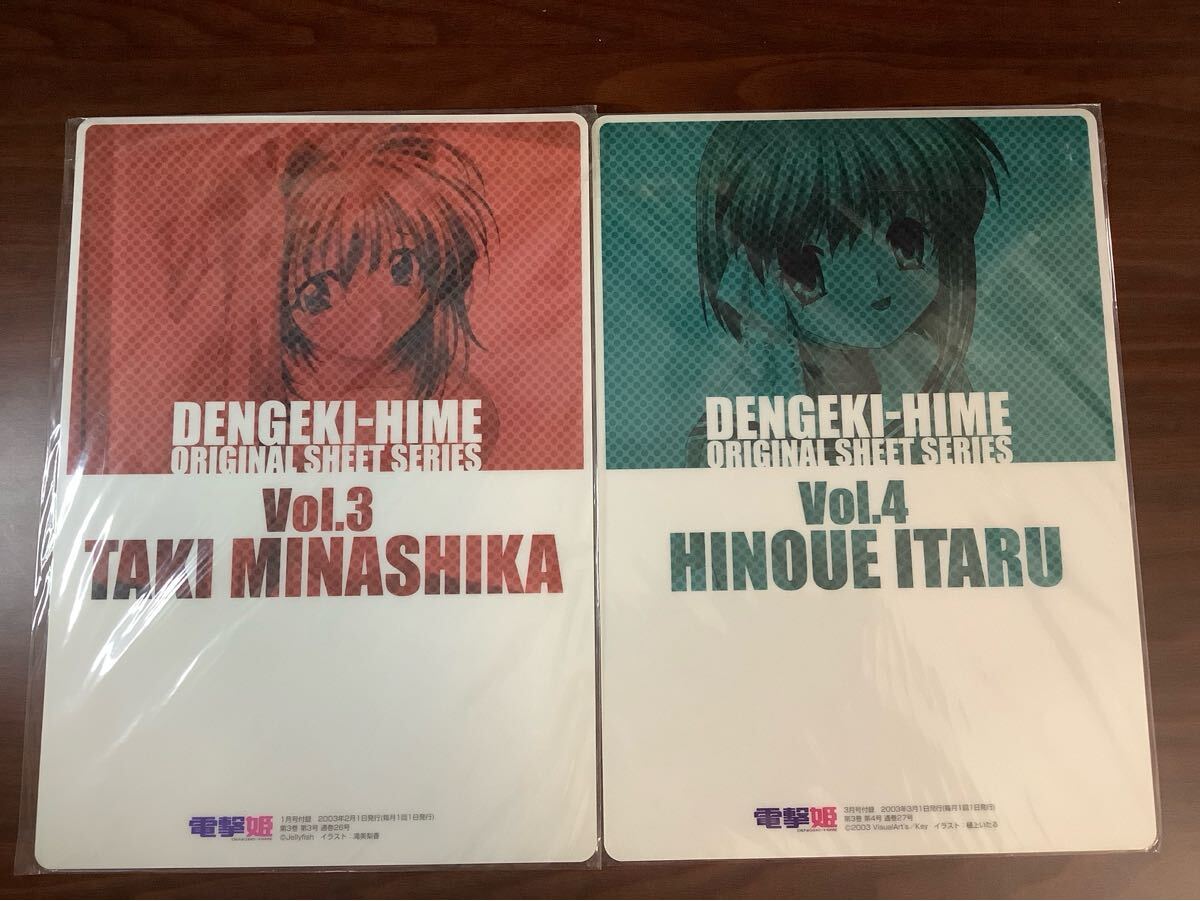 DENGEKI-HIME
ORIGINAL SHEET SERIES
Vol.3
TAKI MINASHIKA
電撃姫
DENGEKI-HIME
1月号付録 2003年2月1日発行(毎月1回1日発行)
第3巻 第3号 通巻26号
©Jellyfish イラスト:滝美梨香
DENGEKI-HIME
ORIGINAL SHEET SERIES
Vol.4
HINOUE ITARU
電撃姫
DENGEKI-HIME
3月号付録 2003年3月1日発行(毎月1回1日発行)
第3巻 第4号 通巻27号
©2003 VisualArt's/Key イラスト:樋上いたる